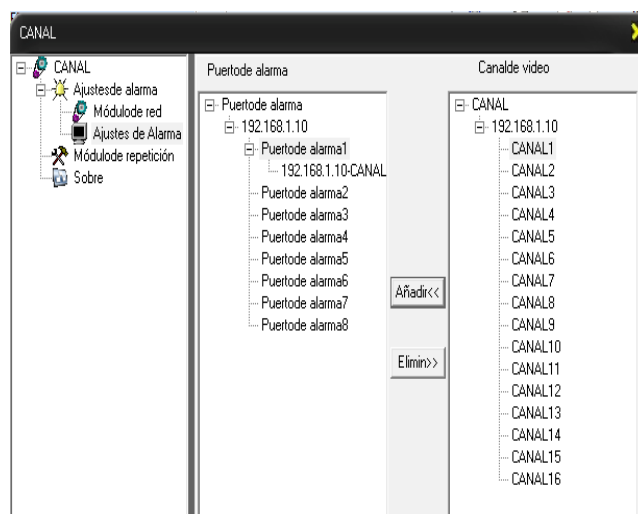 CANAL
CANAL
Ajustesde alarma
Módulode red
Ajustes de Alarma
Módulode repetición
Sobre
Puertode alarma
Puertode alarma
192.168.1.10
Puertode alarma1
192.168.1.10-CANAL
Puertode alarma2
Puertode alarma3
Puertode alarma4
Puertode alarma5
Puertode alarma6
Puertode alarma7
Puertode alarma8
Añadir<<
Elimin>>
Canalde video
CANAL
192.168.1.10
CANAL1
CANAL2
CANAL3
CANAL4
CANAL5
CANAL6
CANAL7
CANAL8
CANAL9
CANAL10
CANAL11
CANAL12
CANAL13
CANAL14
CANAL15
CANAL16